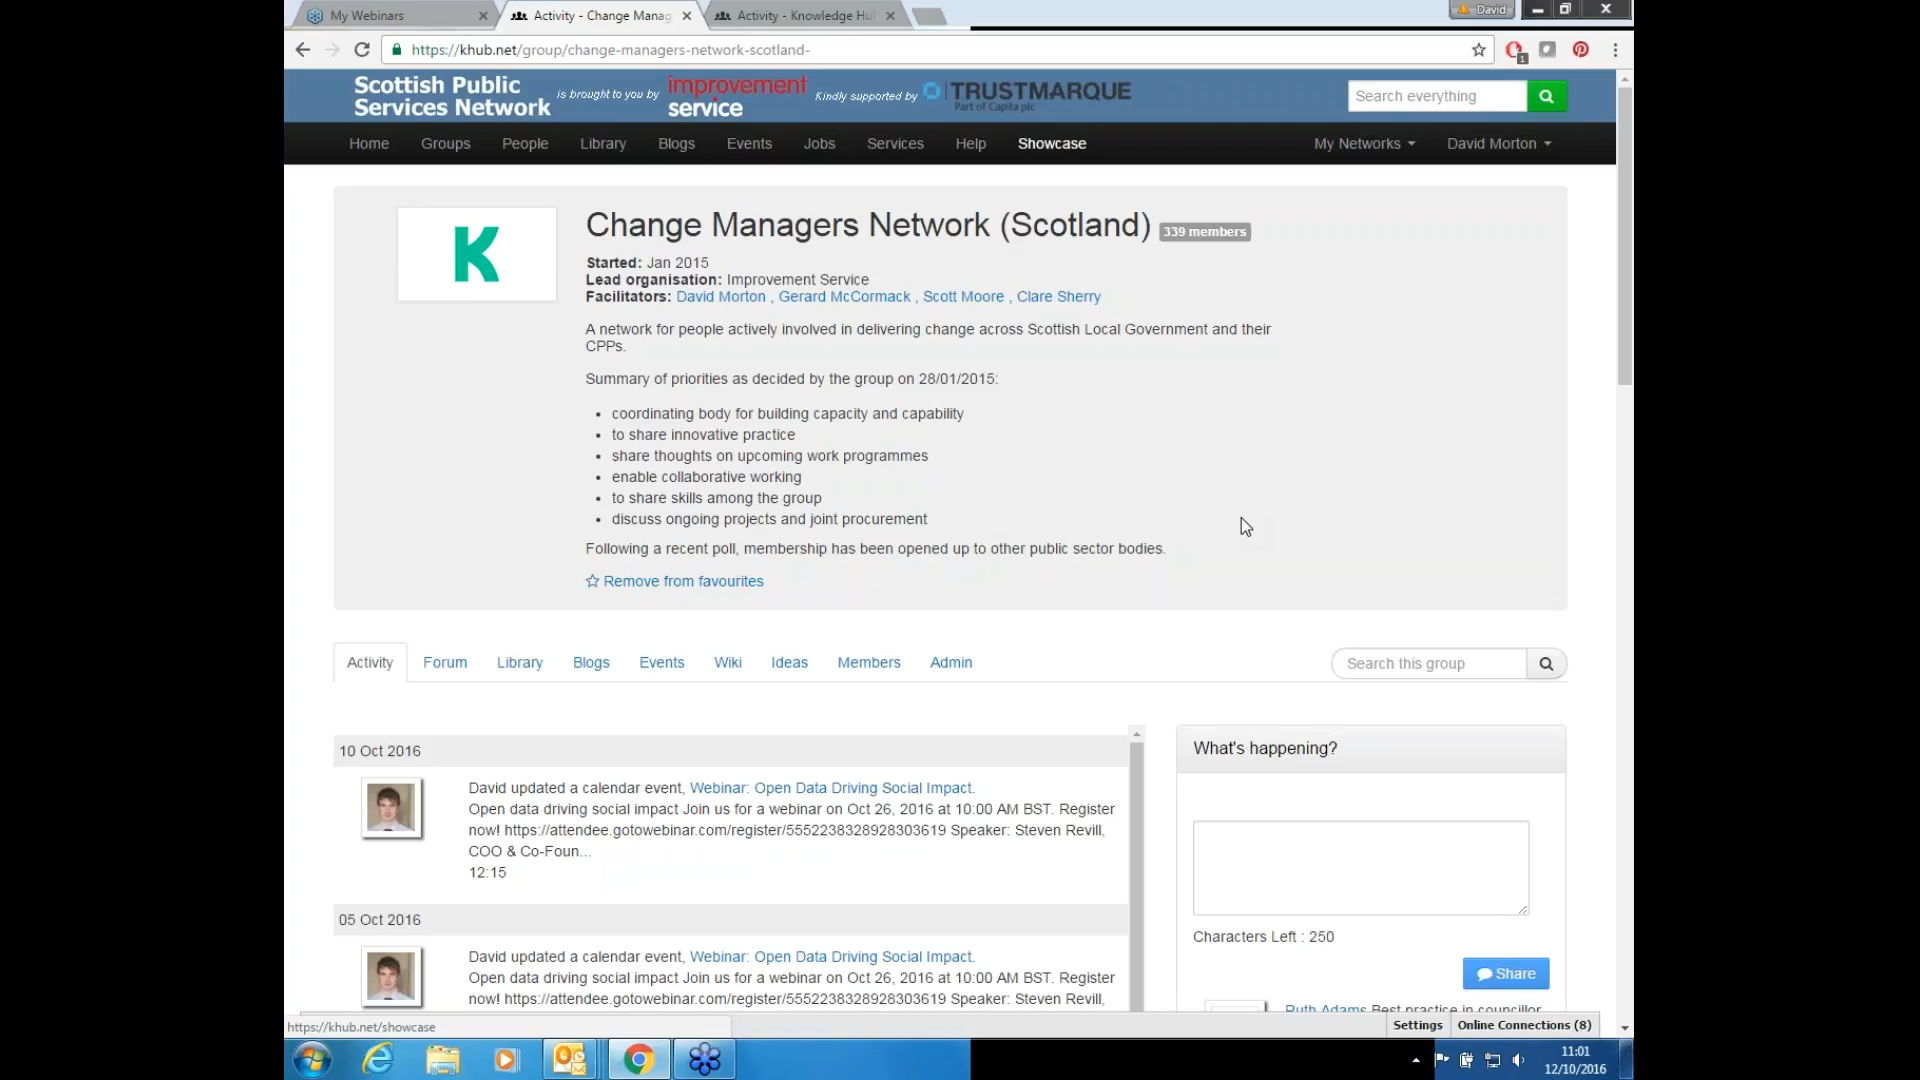 My Webinars
Activity - Change Manag
Activity - Knowledge Hu
David
https://khub.net/group/change-managers-network-scotland-
1
Scottish Public
Services Network
is brought to you by
improvement
service
Kindly supported by
TRUSTMARQUE
Part of Capita plc
Search everything
Home Groups People Library Blogs Events Jobs Services Help Showcase My Networks David Morton
K
Change Managers Network (Scotland) 339 members
Started: Jan 2015
Lead organisation: Improvement Service
Facilitators: David Morton , Gerard McCormack , Scott Moore , Clare Sherry
A network for people actively involved in delivering change across Scottish Local Government and their
CPPs.
Summary of priorities as decided by the group on 28/01/2015:
• coordinating body for building capacity and capability
• to share innovative practice
• share thoughts on upcoming work programmes
• enable collaborative working
• to share skills among the group
• discuss ongoing projects and joint procurement
Following a recent poll, membership has been opened up to other public sector bodies.
Remove from favourites
Activity Forum Library Blogs Events Wiki Ideas Members Admin
Search this group
10 Oct 2016
David updated a calendar event, Webinar: Open Data Driving Social Impact.
Open data driving social impact Join us for a webinar on Oct 26, 2016 at 10:00 AM BST. Register
now! https://attendee.gotowebinar.com/register/5552238328928303619 Speaker: Steven Revill,
COO & Co-Foun...
12:15
05 Oct 2016
David updated a calendar event, Webinar: Open Data Driving Social Impact.
Open data driving social impact Join us for a webinar on Oct 26, 2016 at 10:00 AM BST. Register
now! https://attendee.gotowebinar.com/register/5552238328928303619 Speaker: Steven Revill,
What's happening?
Characters Left : 250
Share
Ruth Adams Best practice in councillor
https://khub.net/showcase
Settings
Online Connections (8)
11:01
12/10/2016